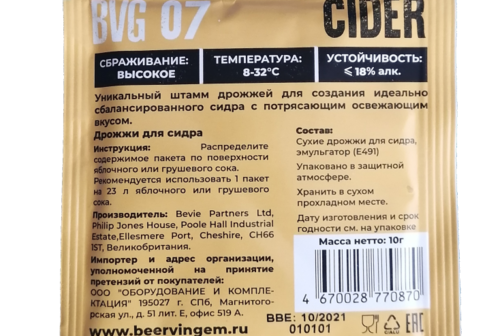 BVG 07
CIDER
СБРАЖИВАНИЕ:
ВЫСОКОЕ
ТЕМПЕРАТУРА:
8-32°C
УСТОЙЧИВОСТЬ:
⩽ 18% алк.
Уникальный штамм дрожжей для создания идеально
сбалансированного сидра с потрясающим освежающим
вкусом.
Дрожжи для сидра
Инструкция: Распределите
содержимое пакета по поверхности
яблочного или грушевого сока.
Рекомендуется использовать 1 пакет
на 23 л яблочного или грушевого
сока.
Производитель: Bevie Partners Ltd,
Philip Jones House, Poole Hall Industrial
Estate,Ellesmere Port, Cheshire, CH66
1ST, Великобритания.
Импортер и адрес организации,
уполномоченной на принятие
претензий от покупателей:
ООО "ОБОРУДОВАНИЕ И КОМПЛЕ-
КТАЦИЯ" 195027 г. СПб, Магнитогор-
ская ул., д. 51 лит. Е, офис 519 А.
www.beervingem.ru
Состав:
Сухие дрожжи для сидра,
эмульгатор (Е491)
Упаковано в защитной
атмосфере.
Хранить в сухом
прохладном месте.
Дату изготовления и срок
годности см. на упаковке
Масса нетто: 10г
4 670028 770870
BBE: 10/2021
010101
EAC